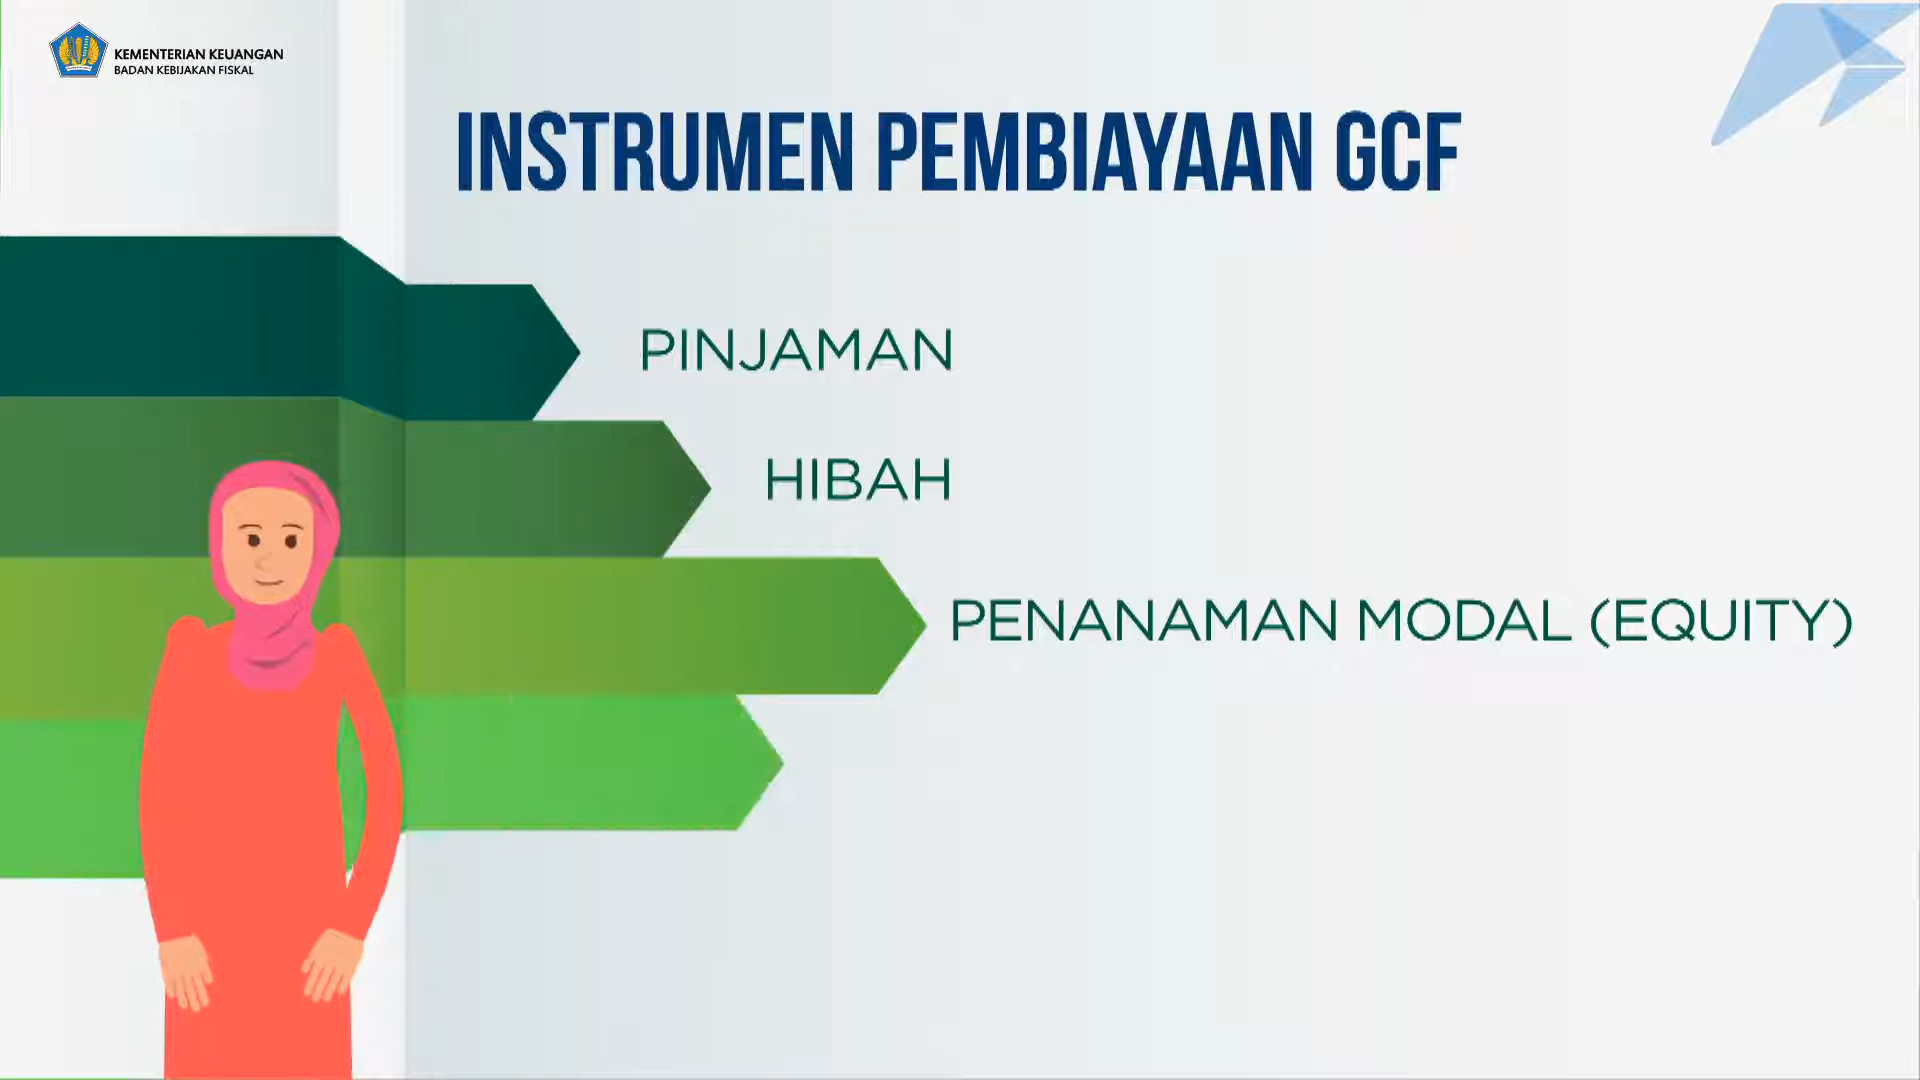 KEMENTERIAN KEUANGAN
BADAN KEBIJAKAN FISKAL
INSTRUMEN PEMBIAYAAN GCF
PINJAMAN
HIBAH
PENANAMAN MODAL (EQUITY)